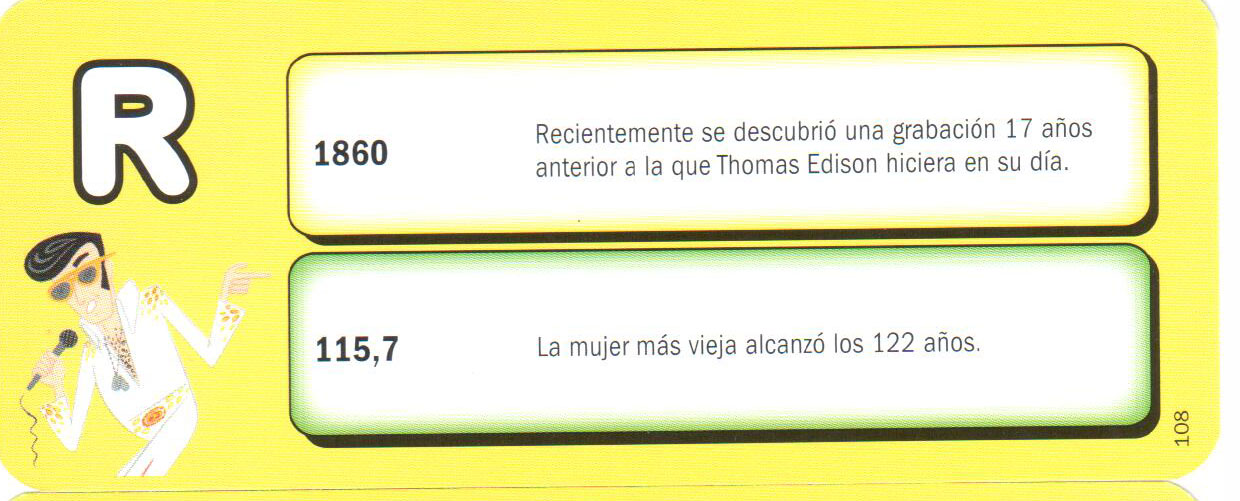 R
1860
Recientemente se descubrió una grabación 17 años
anterior a la que Thomas Edison hiciera en su día.
115,7
La mujer más vieja alcanzó los 122 años.
108